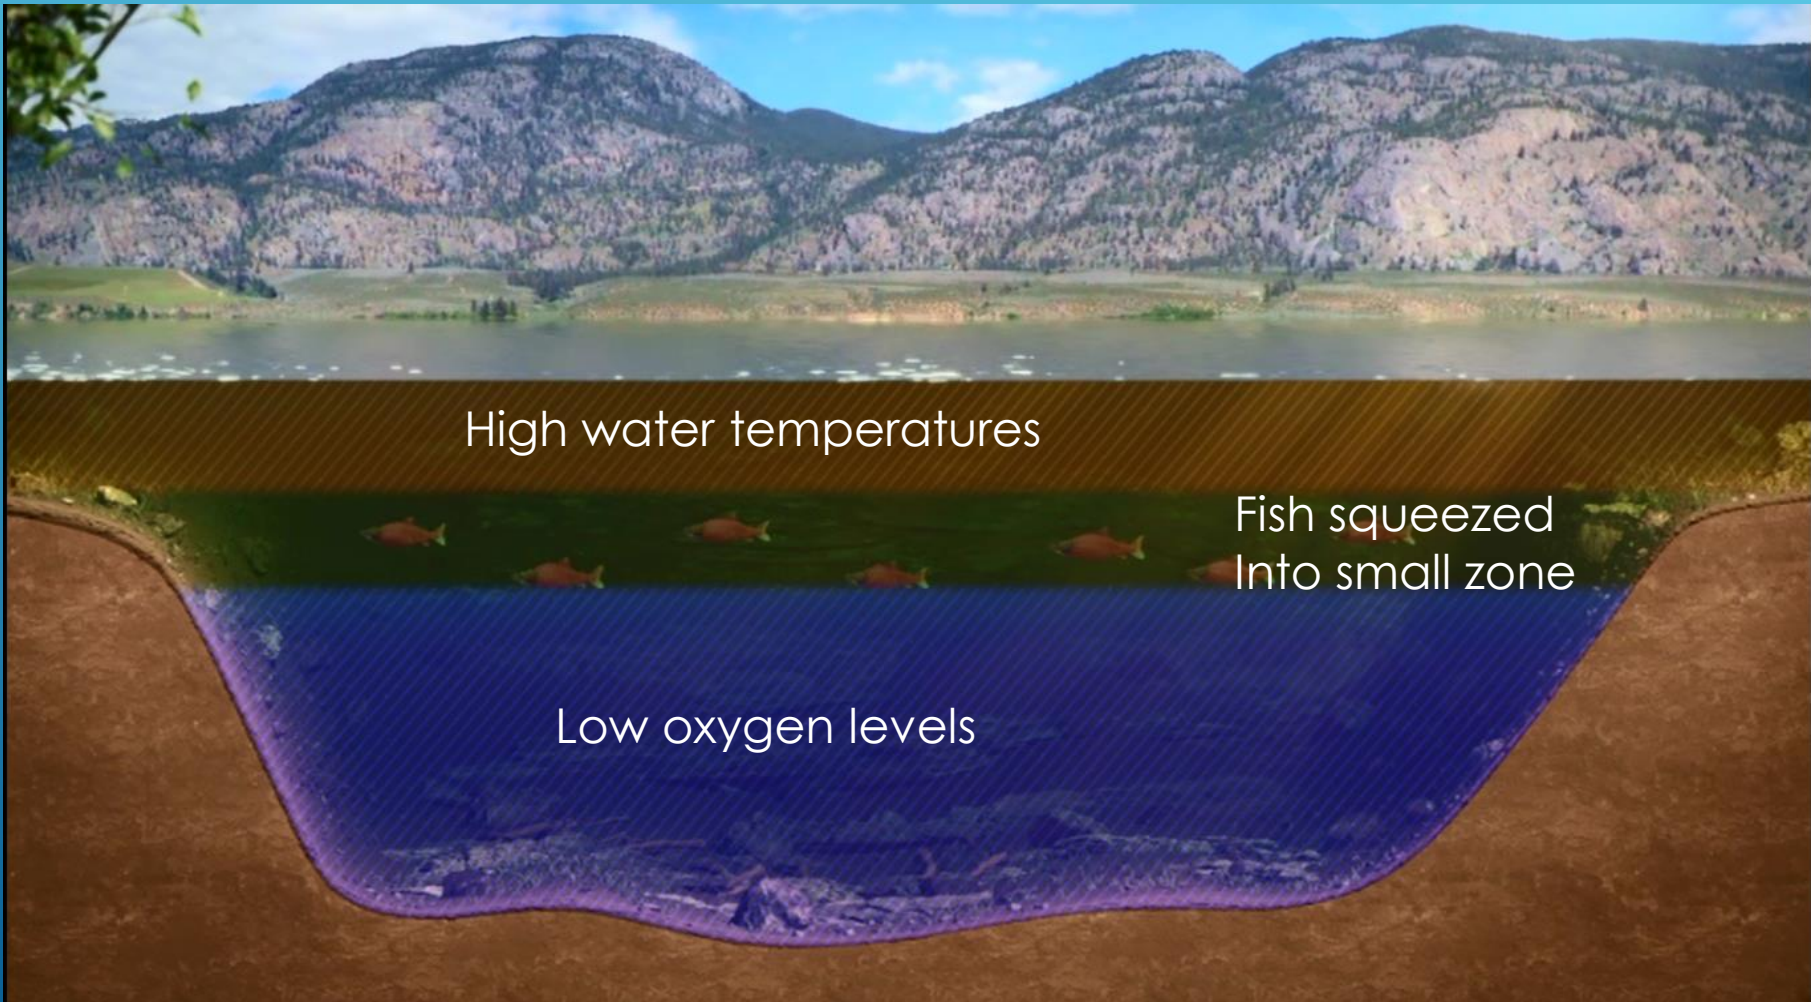 High water temperatures
Fish squeezed
Into small zone
Low oxygen levels